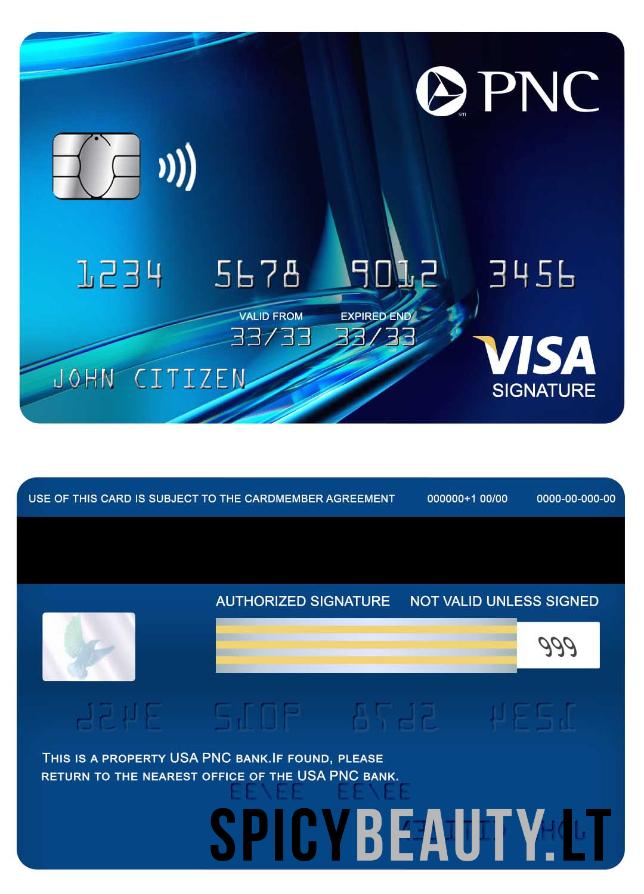 PNC
1234 5678 9012 3456
VALID FROM EXPIRED END
33/33 33/33
JOHN CITIZEN
VISA
SIGNATURE
USE OF THIS CARD IS SUBJECT TO THE CARDMEMBER AGREEMENT 000000+1 00/00 0000-00-000-00
AUTHORIZED SIGNATURE NOT VALID UNLESS SIGNED
999
THIS IS A PROPERTY USA PNC BANK.IF FOUND, PLEASE
RETURN TO THE NEAREST OFFICE OF THE USA PNC BANK.
SPICYBEAUTY.LT